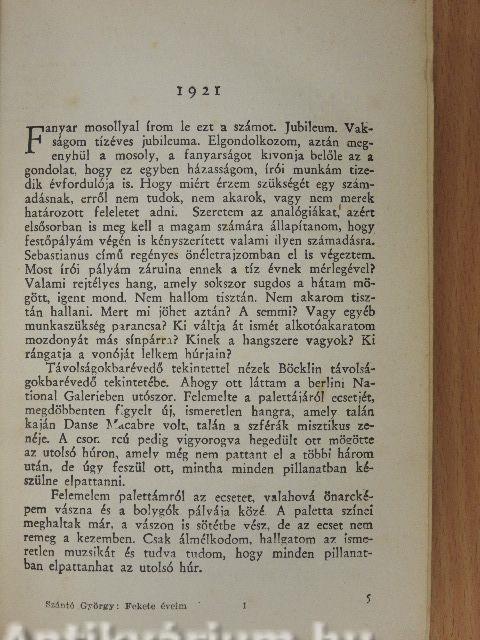 1921
Fanyar mosollyal írom le ezt a számot. Jubileum. Vak-
ságom tízéves jubileuma. Elgondolkozom, aztán meg-
enyhül a mosoly, a fanyarságot kivonja belőle az a
gondolat, hogy ez egyben házasságom, írói munkám tize-
dik évfordulója is. Hogy miért érzem szükségét egy szám-
adásnak, erről nem tudok, nem akarok, vagy nem merek
határozott feleletet adni. Szeretem az analógiákat, azért
elsősorban is meg kell a magam számára állapítanom, hogy
festőpályám végén is kényszerített valami ilyen számadásra.
Sebastianus című regényes önéletrajzomban el is végeztem.
Most írói pályám zárulna ennek a tíz évnek mérlegével?
Valami rejtélyes hang, amely sokszor sugdos a hátam mö-
gött, igent mond. Nem hallom tisztán. Nem akarom tisz-
tán hallani. Mert mi jöhet aztán? A semmi? Vagy egyéb
munkaszükség parancsa? Ki váltja át ismét alkotóakaratom
mozdonyát más sínpárra? Kinek a hangszere vagyok? Ki
rángatja a vonóját lelkem húrjain?
Távolságokbarévedő tekintettel nézek Böcklin távolsá-
gokbarévedő tekintetébe. Ahogy ott láttam a berlini Na-
tional Galerieben utószor. Felemelte a palettájáról ecsetjét,
megdöbbenten figyelt új, ismeretlen hangra, amely talán
kaján Danse Macabre volt, talán a szférák misztikus ze-
néje. A csor rcú pedig vigyorogva hegedült ott mögötte
az utolsó húron, amely még nem pattant el a többi három
után, de úgy feszül ott, mintha minden pillanatban ké-
szülne elpattanni.
Felemelem palettámról az ecsetet, valahová önarcké-
pem vászna és a bolygók pályája közé. A paletta színei
meghaltak már, a vászon is sötétbe vész, de az ecset nem
remeg a kezemben. Csak álmélkodom, hallgatom az isme-
retlen muzsikát és tudva tudom, hogy minden pillanat-
ban elpattanhat az utolsó húr.
Szántó György: Fekete éveim 1
5
Antikvárium.hu